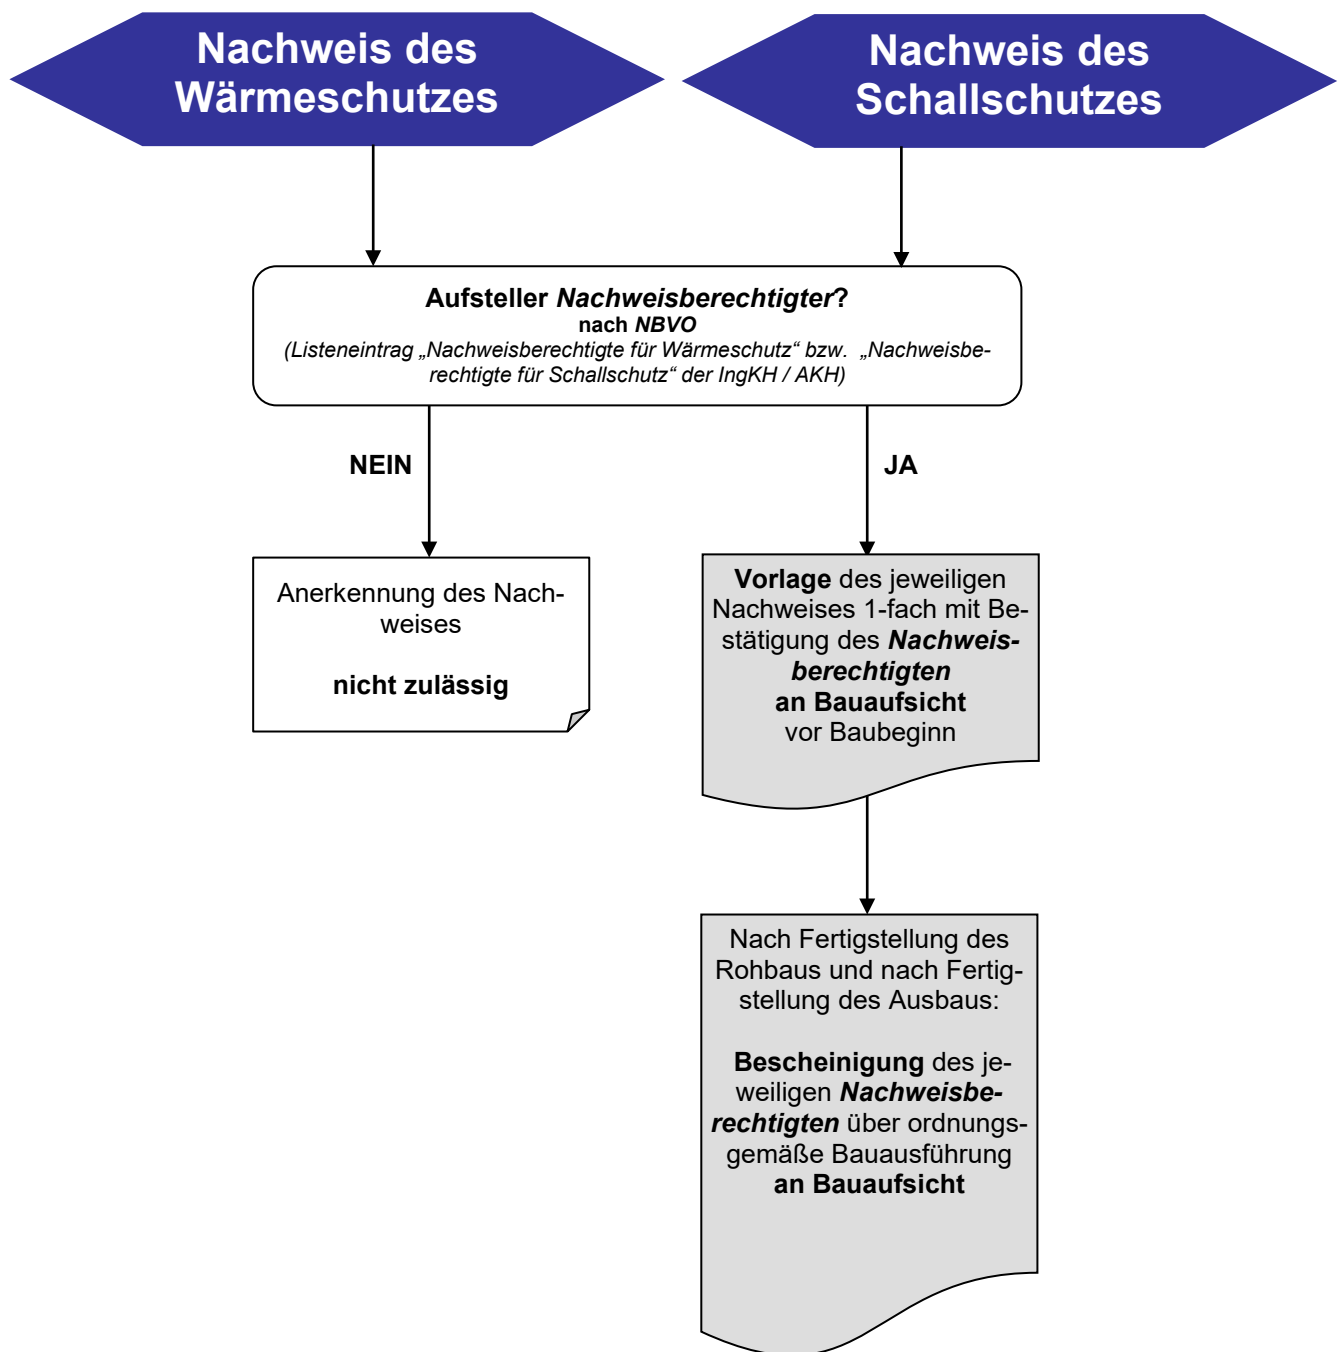 Nachweis des
Wärmeschutzes
Nachweis des
Schallschutzes
Aufsteller Nachweisberechtigter?
nach NBVO
(Listeneintrag „Nachweisberechtigte für Wärmeschutz“ bzw. „Nachweisbe-
rechtigte für Schallschutz“ der IngKH / AKH)
NEIN
JA
Anerkennung des Nach-
weises
nicht zulässig
Vorlage des jeweiligen
Nachweises 1-fach mit Be-
stätigung des Nachweis-
berechtigten
an Bauaufsicht
vor Baubeginn
Nach Fertigstellung des
Rohbaus und nach Fertig-
stellung des Ausbaus:
Bescheinigung des je-
weiligen Nachweisbe-
rechtigten über ordnungs-
gemäße Bauausführung
an Bauaufsicht